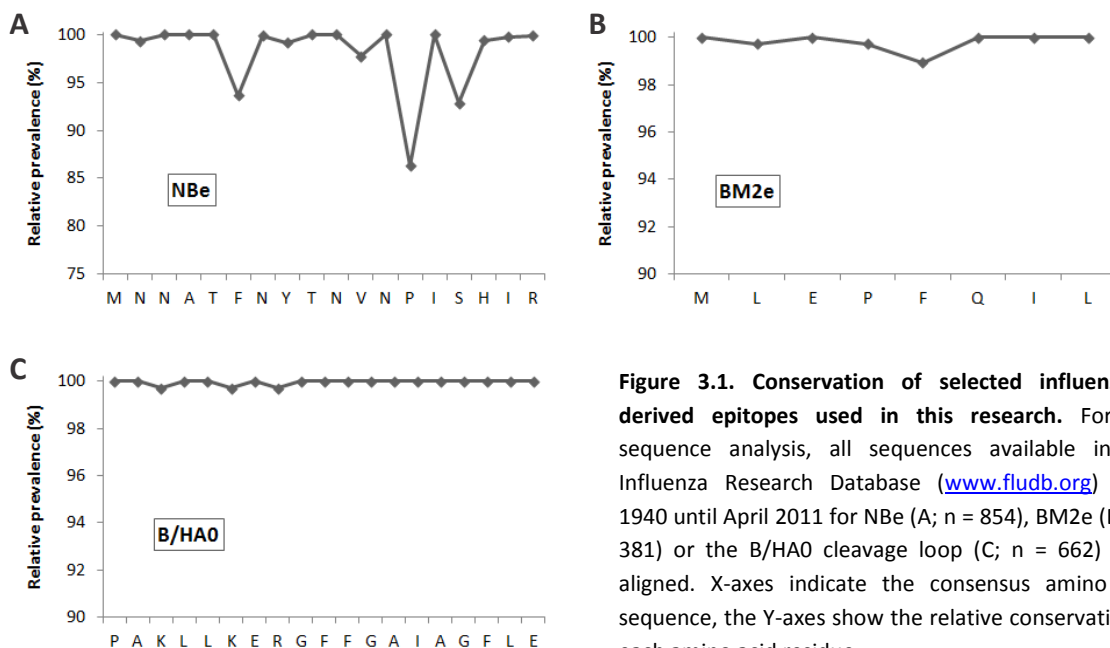 A
Relative prevalence (%)
100
95
90
85
80
75
NBe
M N N A T F N Y T N V N P I S H I R
B
Relative prevalence (%)
100
98
96
94
92
90
BM2e
M L E P F Q I L
C
Relative prevalence (%)
100
98
96
94
92
90
B/HA0
P A K L L K E R G F F G A I A G F L E
Figure 3.1. Conservation of selected influen
derived epitopes used in this research. For
sequence analysis, all sequences available in
Influenza Research Database (www.fludb.org)
1940 until April 2011 for NBe (A; n = 854), BM2e (
381) or the B/HA0 cleavage loop (C; n = 662)
aligned. X-axes indicate the consensus amino
sequence, the Y-axes show the relative conservati
each amino acid residue